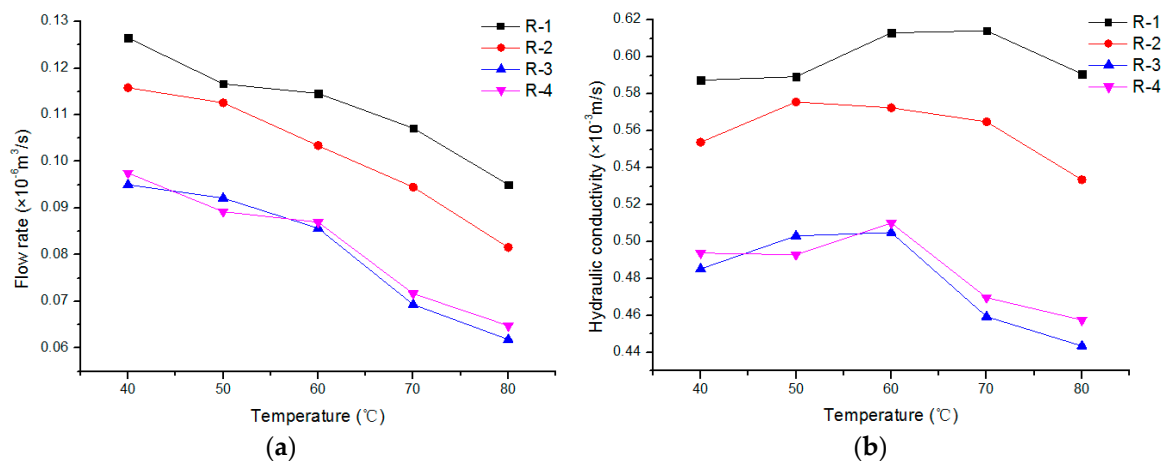 0.13
0.12
0.11
0.10
0.09
0.08
0.07
0.06
Flow rate (×10⁻⁶m³/s)
40 50 60 70 80
Temperature (℃)
R-1
R-2
R-3
R-4
(a)
0.62
0.60
0.58
0.56
0.54
0.52
0.50
0.48
0.46
0.44
Hydraulic conductivity (×10⁻³m/s)
40 50 60 70 80
Temperature (℃)
R-1
R-2
R-3
R-4
(b)